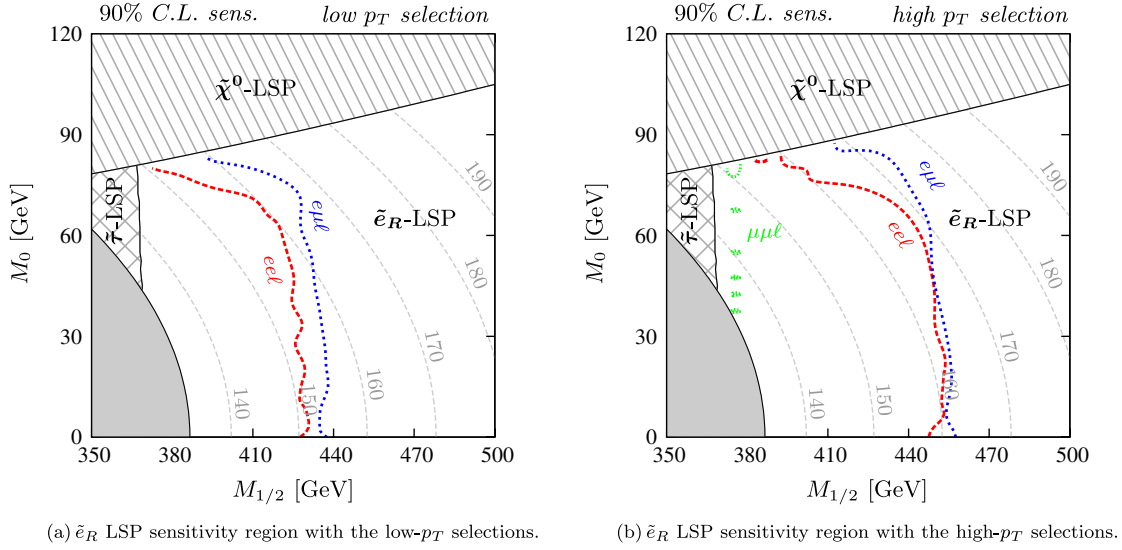 90% C.L. sens. low p_T selection
120
90
60
30
0
M_0 [GeV]
χ̃⁰-LSP
τ̃-LSP
ẽ_R-LSP
eμl
eel
140
150
160
170
180
190
350 380 410 440 470 500
M_{1/2} [GeV]
(a) ẽ_R LSP sensitivity region with the low-p_T selections.
90% C.L. sens. high p_T selection
120
90
60
30
0
M_0 [GeV]
χ̃⁰-LSP
τ̃-LSP
ẽ_R-LSP
eμl
eel
μμl
140
150
160
170
180
190
350 380 410 440 470 500
M_{1/2} [GeV]
(b) ẽ_R LSP sensitivity region with the high-p_T selections.